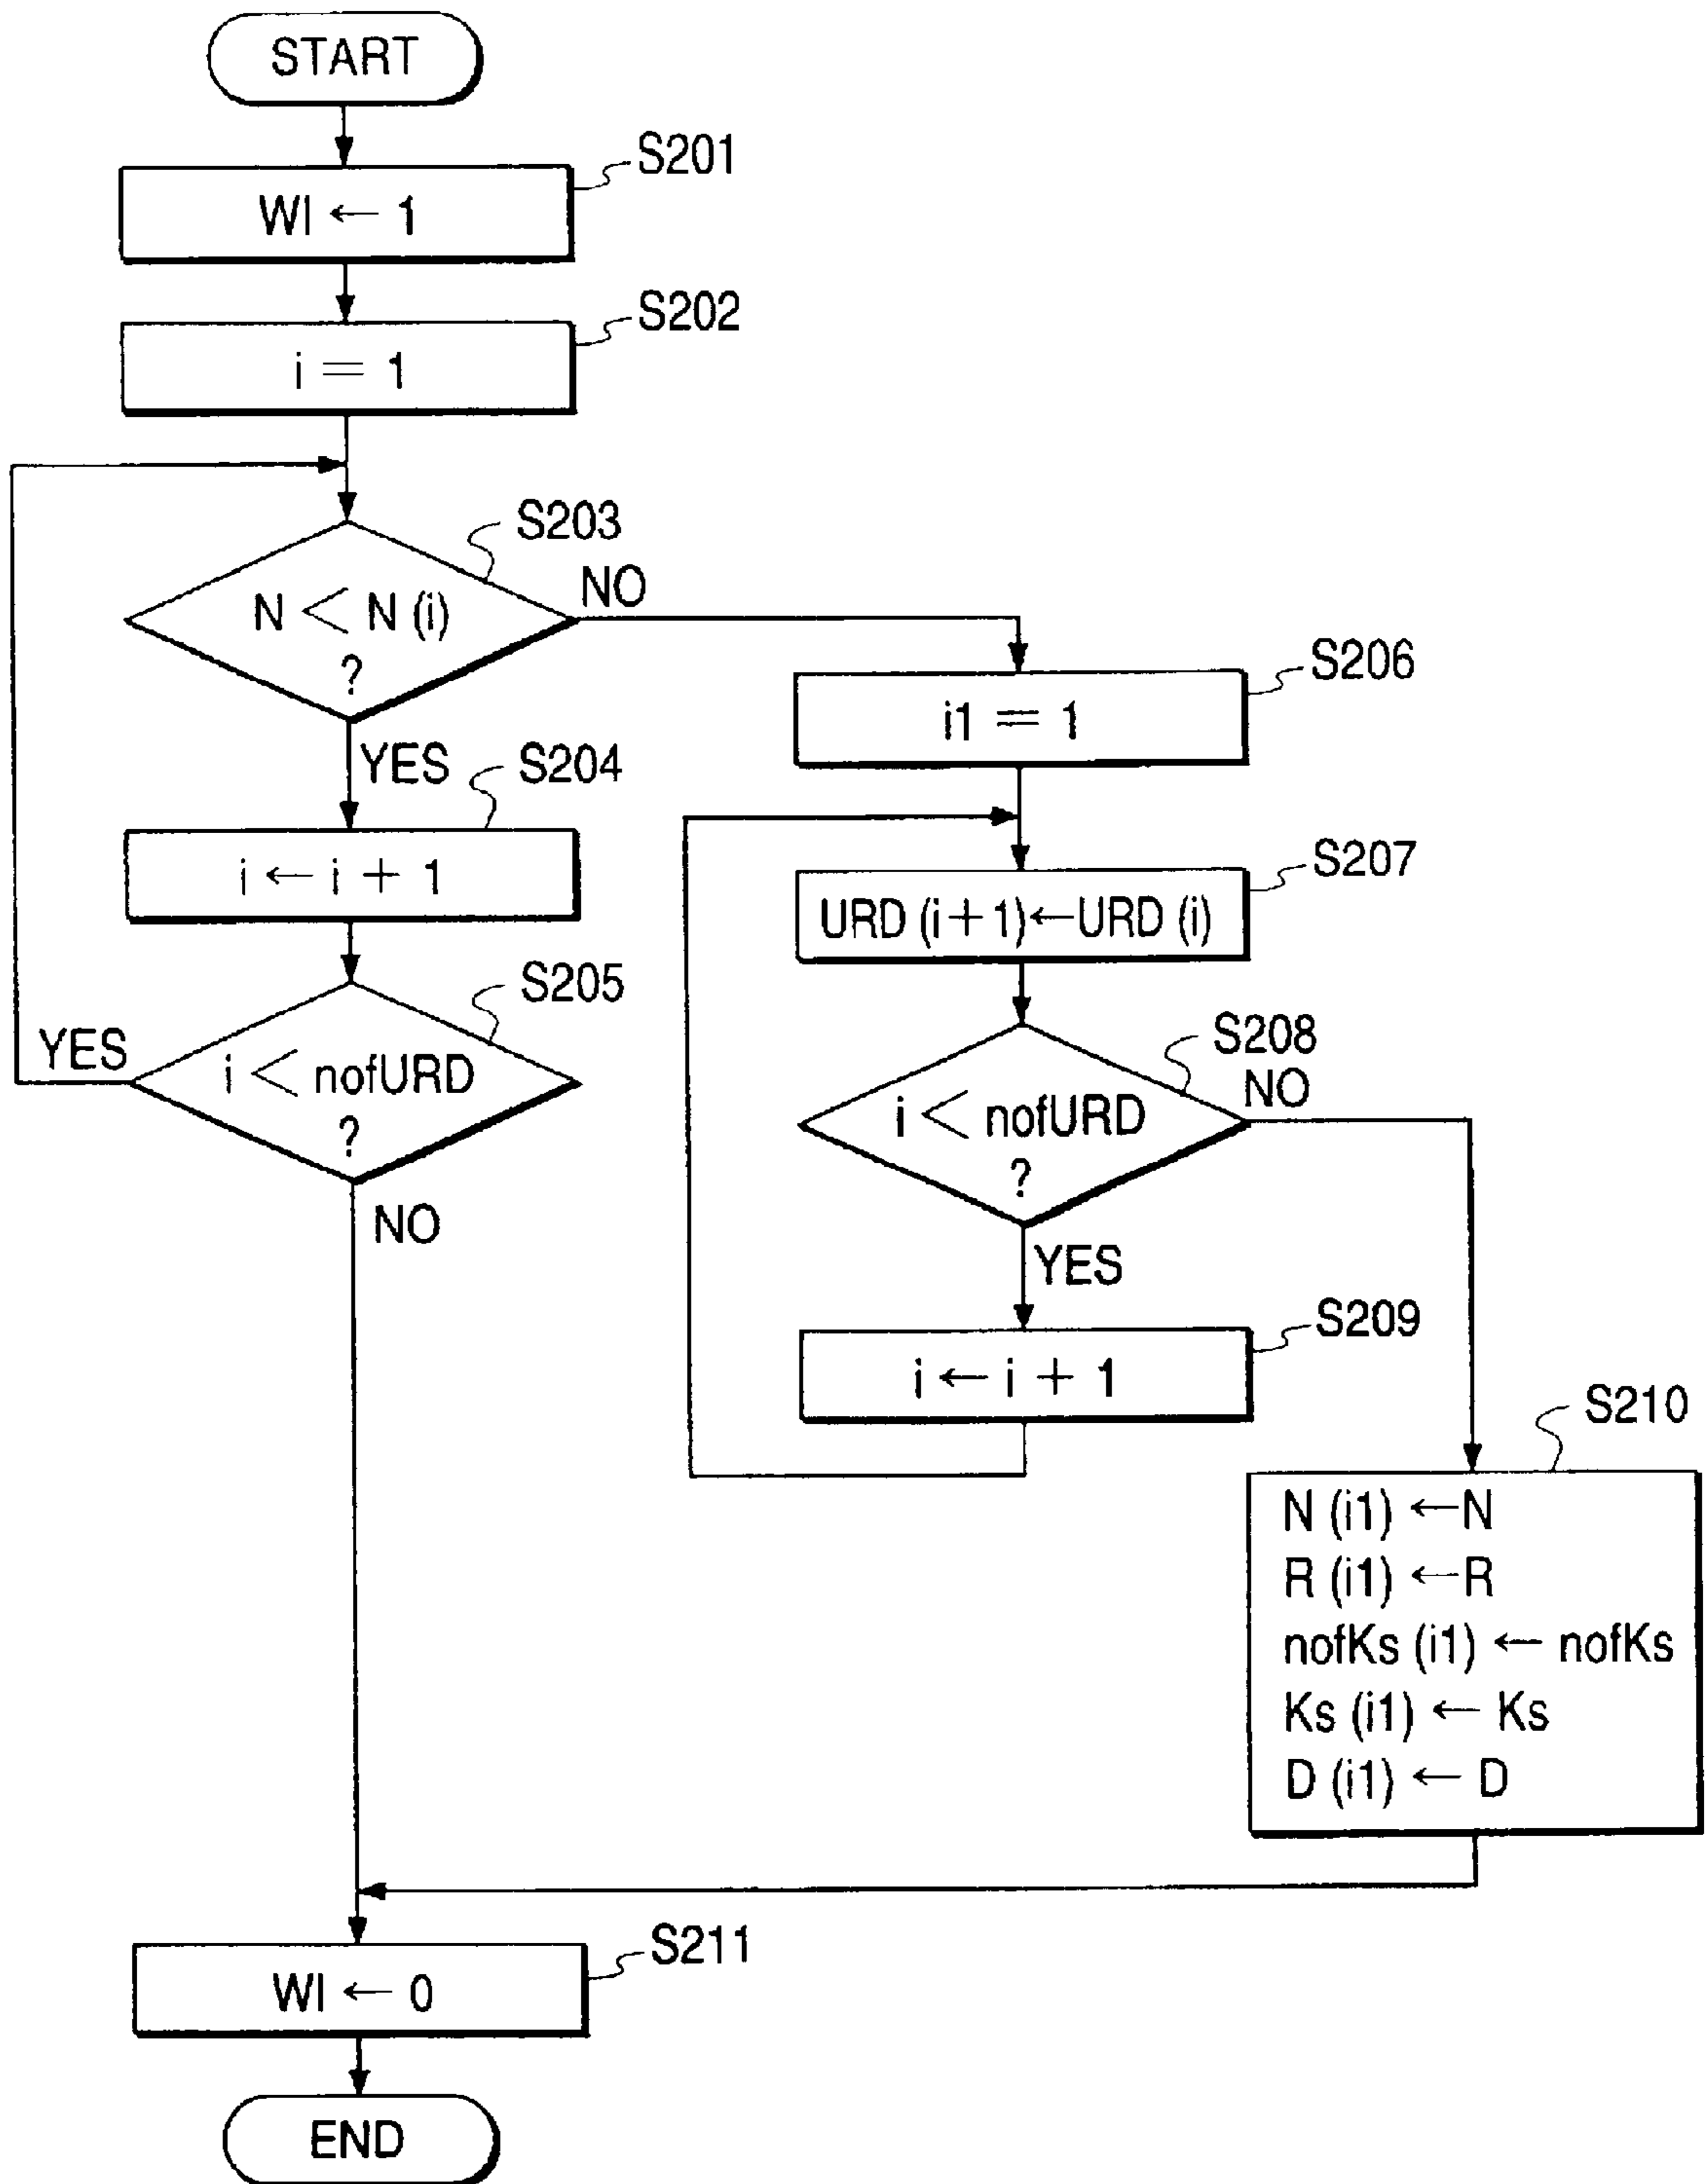 START
S201
WI ← 1
S202
i = 1
S203
N < N (i)
?
NO
YES
S204
i ← i + 1
S205
YES
i < nofURD
?
NO
S206
i1 = 1
S207
URD (i + 1)←URD (i)
S208
NO
i < nofURD
?
YES
S209
i ← i + 1
S210
N (i1) ←N
R (i1) ←R
nofKs (i1) ← nofKs
Ks (i1) ← Ks
D (i1) ← D
S211
WI ← 0
END